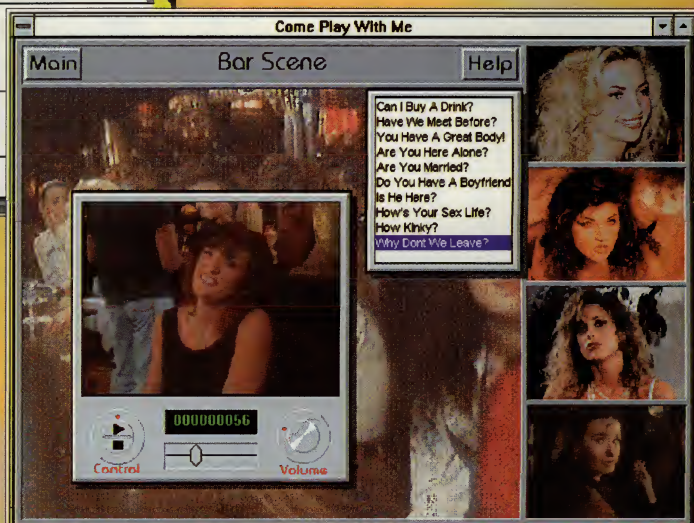 Come Play With Me
Main
Bar Scene
Help
Can I Buy A Drink?
Have We Meet Before?
You Have A Great Body!
Are You Here Alone?
Are You Married?
Do You Have A Boyfriend
Is He Here?
How's Your Sex Life?
How Kinky?
Why Dont We Leave?
000000056
Control
Volume